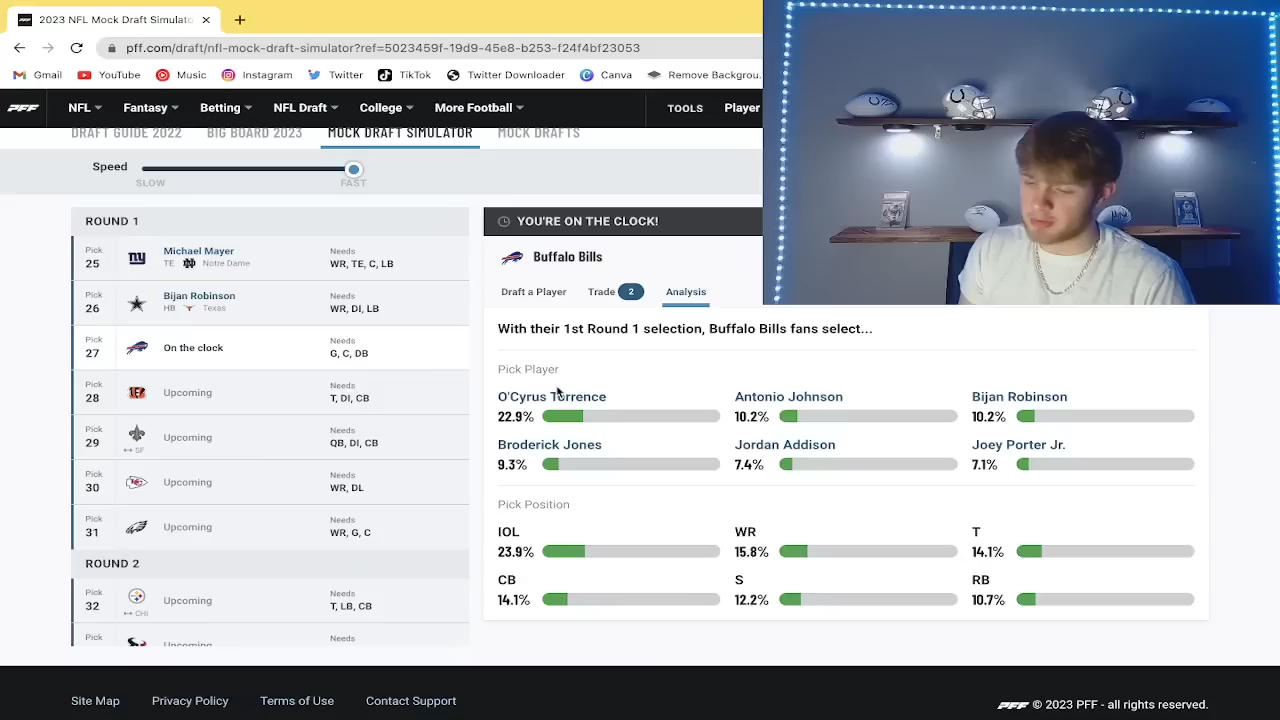 PFF 2023 NFL Mock Draft Simulato
pff.com/draft/nfl-mock-draft-simulator?ref=5023459f-19d9-45e8-b253-f24f4bf23053
Gmail YouTube Music Instagram Twitter TikTok Twitter Downloader Canva Remove Backgrou...
PFF NFL Fantasy Betting NFL Draft College More Football TOOLS Player
DRAFT GUIDE 2022 BIG BOARD 2023 MOCK DRAFT SIMULATOR MOCK DRAFTS
Speed
SLOW FAST
ROUND 1
Pick 25 ny Michael Mayer TE ND Notre Dame Needs WR, TE, C, LB
Pick 26 Bijan Robinson HB Texas Needs WR, DI, LB
Pick 27 On the clock Needs G, C, DB
Pick 28 Upcoming Needs T, DI, CB
Pick 29 ↔ SF Upcoming Needs QB, DI, CB
Pick 30 Upcoming Needs WR, DL
Pick 31 Upcoming Needs WR, G, C
ROUND 2
Pick 32 ↔ CHI Upcoming Needs T, LB, CB
Pick Upcoming Needs
YOU'RE ON THE CLOCK!
Buffalo Bills
Draft a Player Trade 2 Analysis
With their 1st Round 1 selection, Buffalo Bills fans select...
Pick Player
O'Cyrus Torrence Antonio Johnson Bijan Robinson
22.9% 10.2% 10.2%
Broderick Jones Jordan Addison Joey Porter Jr.
9.3% 7.4% 7.1%
Pick Position
IOL WR T
23.9% 15.8% 14.1%
CB S RB
14.1% 12.2% 10.7%
Site Map Privacy Policy Terms of Use Contact Support
PFF © 2023 PFF - all rights reserved.